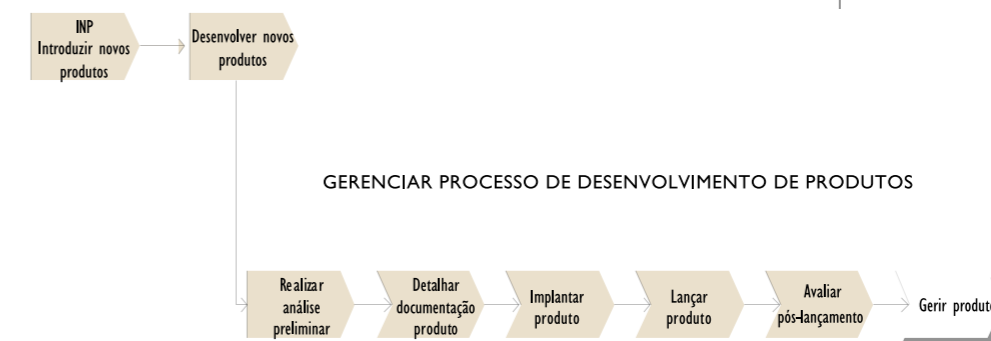 INP
Introduzir novos
produtos
Desenvolver novos
produtos
GERENCIAR PROCESSO DE DESENVOLVIMENTO DE PRODUTOS
Realizar
análise
preliminar
Detalhar
documentação
produto
Implantar
produto
Lançar
produto
Avaliar
pós-lançamento
Gerir produto